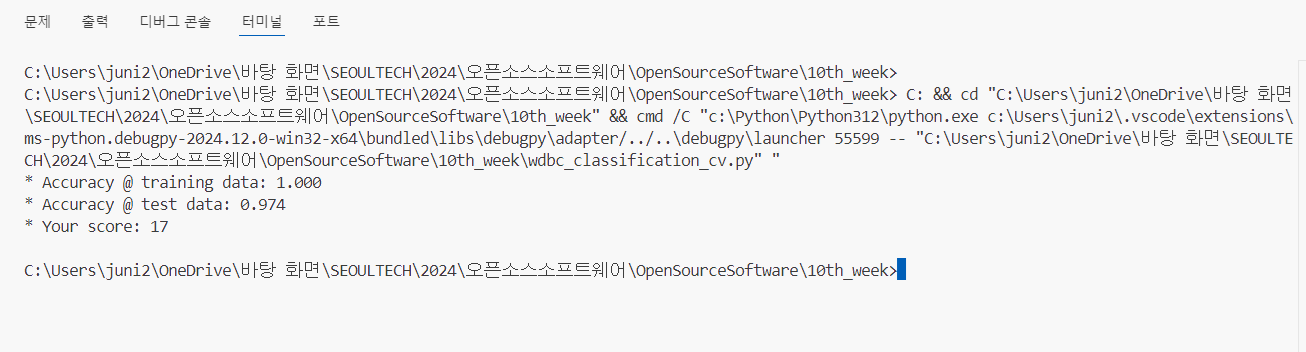 문제 출력 디버그 콘솔 터미널 포트
C:\Users\juni2\OneDrive\바탕 화면\SEOULTECH\2024\오픈소스소프트웨어\OpenSourceSoftware\10th_week>
C:\Users\juni2\OneDrive\바탕 화면\SEOULTECH\2024\오픈소스소프트웨어\OpenSourceSoftware\10th_week> C: && cd "C:\Users\juni2\OneDrive\바탕 화면
\SEOULTECH\2024\오픈소스소프트웨어\OpenSourceSoftware\10th_week" && cmd /C "c:\Python\Python312\python.exe c:\Users\juni2\.vscode\extensions\
ms-python.debugpy-2024.12.0-win32-x64\bundled\libs\debugpy\adapter/../..\debugpy\launcher 55599 -- "C:\Users\juni2\OneDrive\바탕 화면\SEOULTE
CH\2024\오픈소스소프트웨어\OpenSourceSoftware\10th_week\wdbc_classification_cv.py" "
* Accuracy @ training data: 1.000
* Accuracy @ test data: 0.974
* Your score: 17
C:\Users\juni2\OneDrive\바탕 화면\SEOULTECH\2024\오픈소스소프트웨어\OpenSourceSoftware\10th_week>